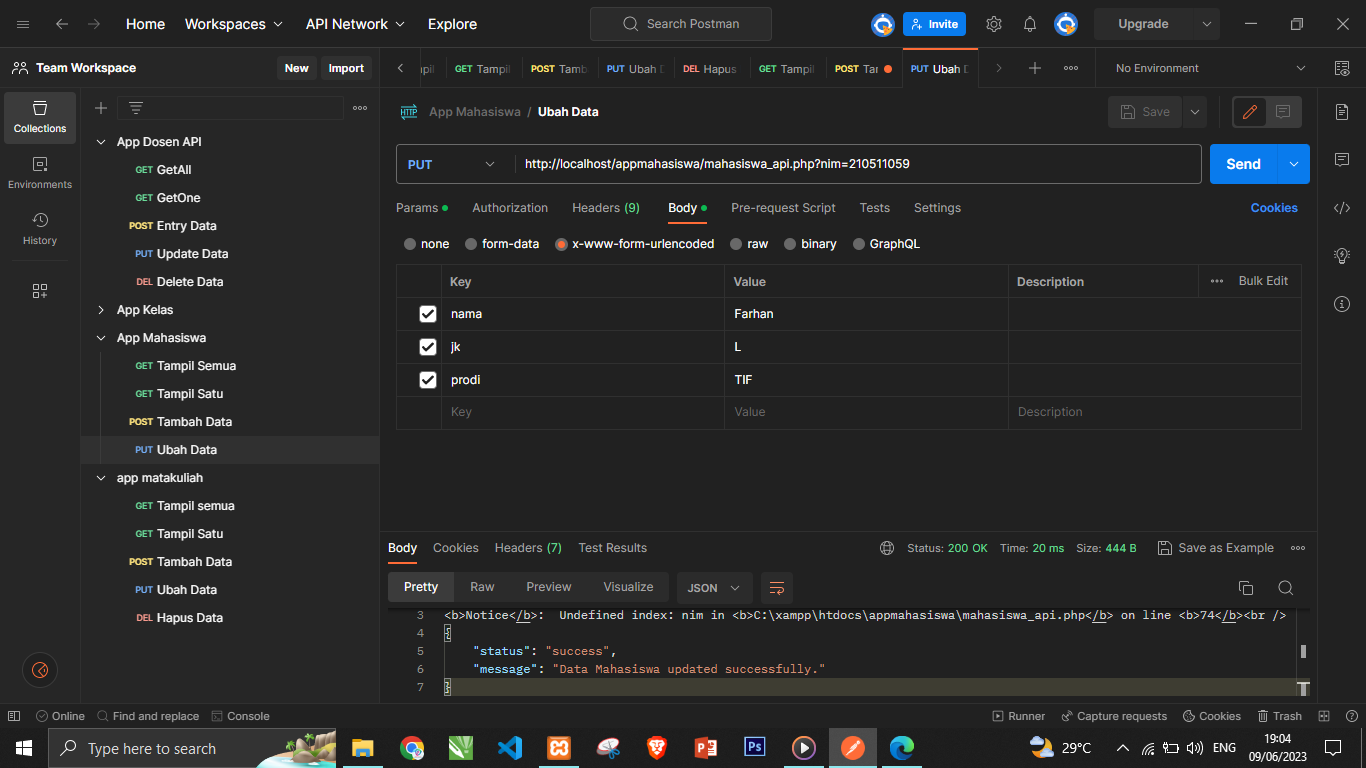 Home Workspaces API Network Explore Search Postman Invite Upgrade
Team Workspace New Import
GET Tampil POST Tamb PUT Ubah D DEL Hapus GET Tampil POST Tar PUT Ubah D No Environment
Collections
Environments
History
App Dosen API
GET GetAll
GET GetOne
POST Entry Data
PUT Update Data
DEL Delete Data
App Kelas
App Mahasiswa
GET Tampil Semua
GET Tampil Satu
POST Tambah Data
PUT Ubah Data
app matakuliah
GET Tampil semua
GET Tampil Satu
POST Tambah Data
PUT Ubah Data
DEL Hapus Data
HTTP App Mahasiswa / Ubah Data Save
PUT http://localhost/appmahasiswa/mahasiswa_api.php?nim=210511059 Send
Params Authorization Headers (9) Body Pre-request Script Tests Settings Cookies
none form-data x-www-form-urlencoded raw binary GraphQL
Key Value Description Bulk Edit
nama Farhan
jk L
prodi TIF
Key Value Description
Body Cookies Headers (7) Test Results Status: 200 OK Time: 20 ms Size: 444 B Save as Example
Pretty Raw Preview Visualize JSON
3 <b>Notice</b>: Undefined index: nim in <b>C:\xampp\htdocs\appmahasiswa\mahasiswa_api.php</b> on line <b>74</b><br />
4 {
5 "status": "success",
6 "message": "Data Mahasiswa updated successfully."
7 }
Online Find and replace Console Runner Capture requests Cookies Trash
Type here to search 29°C ENG 19:04
09/06/2023